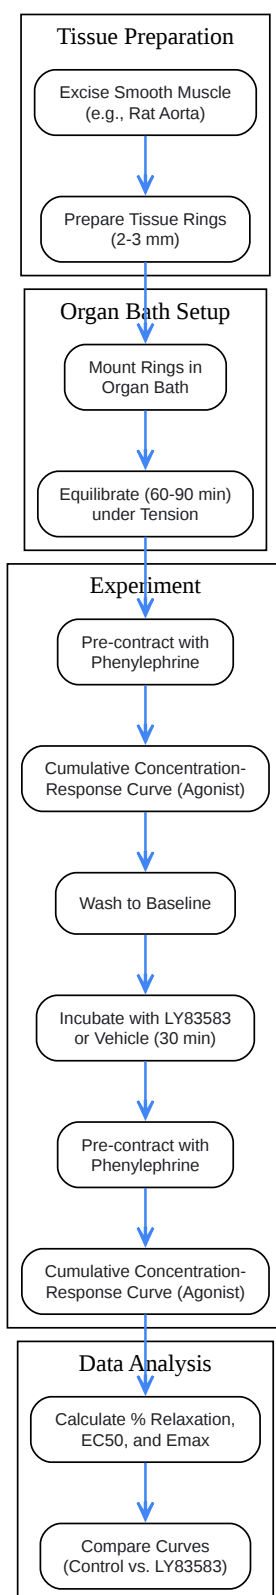 Tissue Preparation
Excise Smooth Muscle
(e.g., Rat Aorta)
Prepare Tissue Rings
(2-3 mm)
Organ Bath Setup
Mount Rings in
Organ Bath
Equilibrate (60-90 min)
under Tension
Experiment
Pre-contract with
Phenylephrine
Cumulative Concentration-
Response Curve (Agonist)
Wash to Baseline
Incubate with LY83583
or Vehicle (30 min)
Pre-contract with
Phenylephrine
Cumulative Concentration-
Response Curve (Agonist)
Data Analysis
Calculate % Relaxation,
EC50, and Emax
Compare Curves
(Control vs. LY83583)